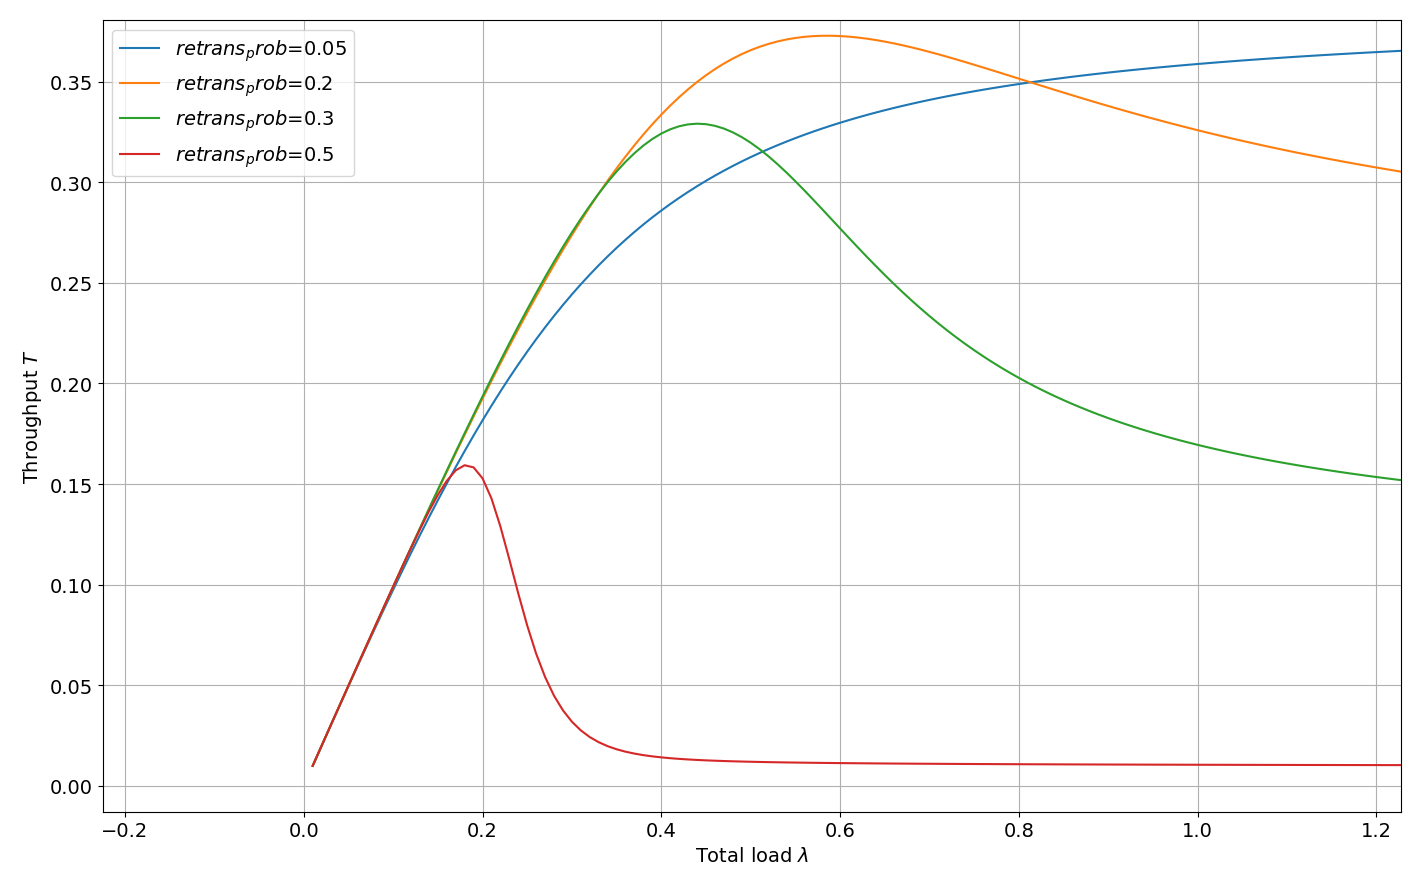 retrans_prob=0.05
retrans_prob=0.2
retrans_prob=0.3
retrans_prob=0.5
0.35
0.30
0.25
0.20
0.15
0.10
0.05
0.00
Throughput T
−0.2 0.0 0.2 0.4 0.6 0.8 1.0 1.2
Total load λ